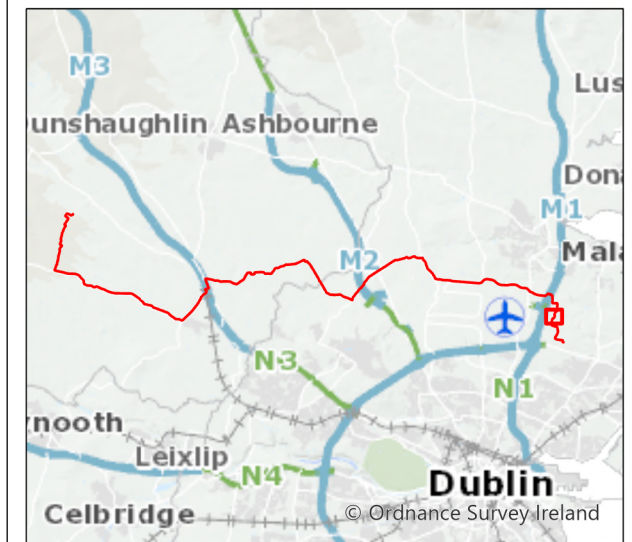 M3
Lus
unshaughlin Ashbourne
Dona
M1
Mala
M2
N3
N1
ynooth
Leixlip
N4
Dublin
Celbridge
© Ordnance Survey Ireland